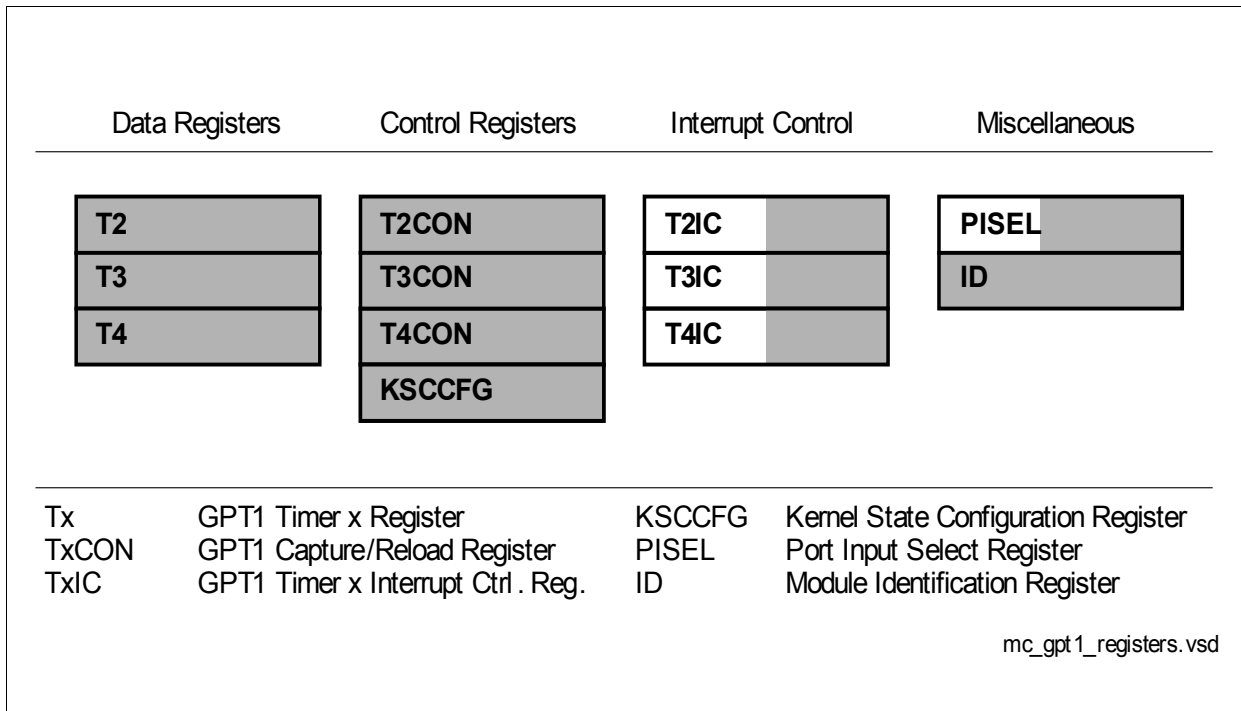 Data Registers Control Registers Interrupt Control Miscellaneous
T2 T2CON T2IC PISEL
T3 T3CON T3IC ID
T4 T4CON T4IC
KSCCFG
Tx GPT1 Timer x Register KSCCFG Kernel State Configuration Register
TxCON GPT1 Capture/Reload Register PISEL Port Input Select Register
TxIC GPT1 Timer x Interrupt Ctrl. Reg. ID Module Identification Register
mc_gpt1_registers.vsd